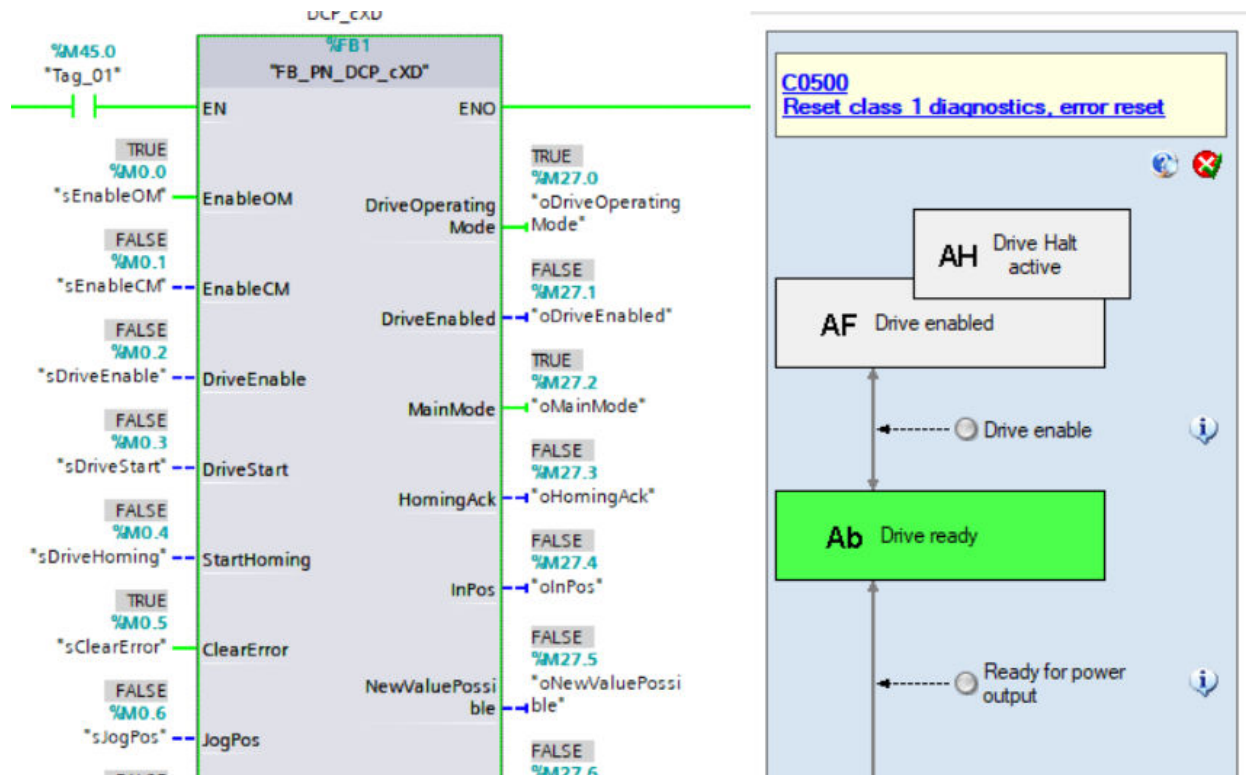 DCP_cXD
%M45.0
"Tag_01"
%FB1
"FB_PN_DCP_cXD"
EN
ENO
TRUE
%M0.0
"sEnableOM"
EnableOM
FALSE
%M0.1
"sEnableCM"
EnableCM
FALSE
%M0.2
"sDriveEnable"
DriveEnable
FALSE
%M0.3
"sDriveStart"
DriveStart
FALSE
%M0.4
"sDriveHoming"
StartHoming
TRUE
%M0.5
"sClearError"
ClearError
FALSE
%M0.6
"sJogPos"
JogPos
FALSE
DriveOperating
Mode
TRUE
%M27.0
"oDriveOperating
Mode"
DriveEnabled
FALSE
%M27.1
"oDriveEnabled"
MainMode
TRUE
%M27.2
"oMainMode"
HomingAck
FALSE
%M27.3
"oHomingAck"
InPos
FALSE
%M27.4
"oInPos"
NewValuePossi
ble
FALSE
%M27.5
"oNewValuePossi
ble"
FALSE
%M27.6
C0500
Reset class 1 diagnostics, error reset
AH Drive Halt
active
AF Drive enabled
Drive enable
Ab Drive ready
Ready for power
output